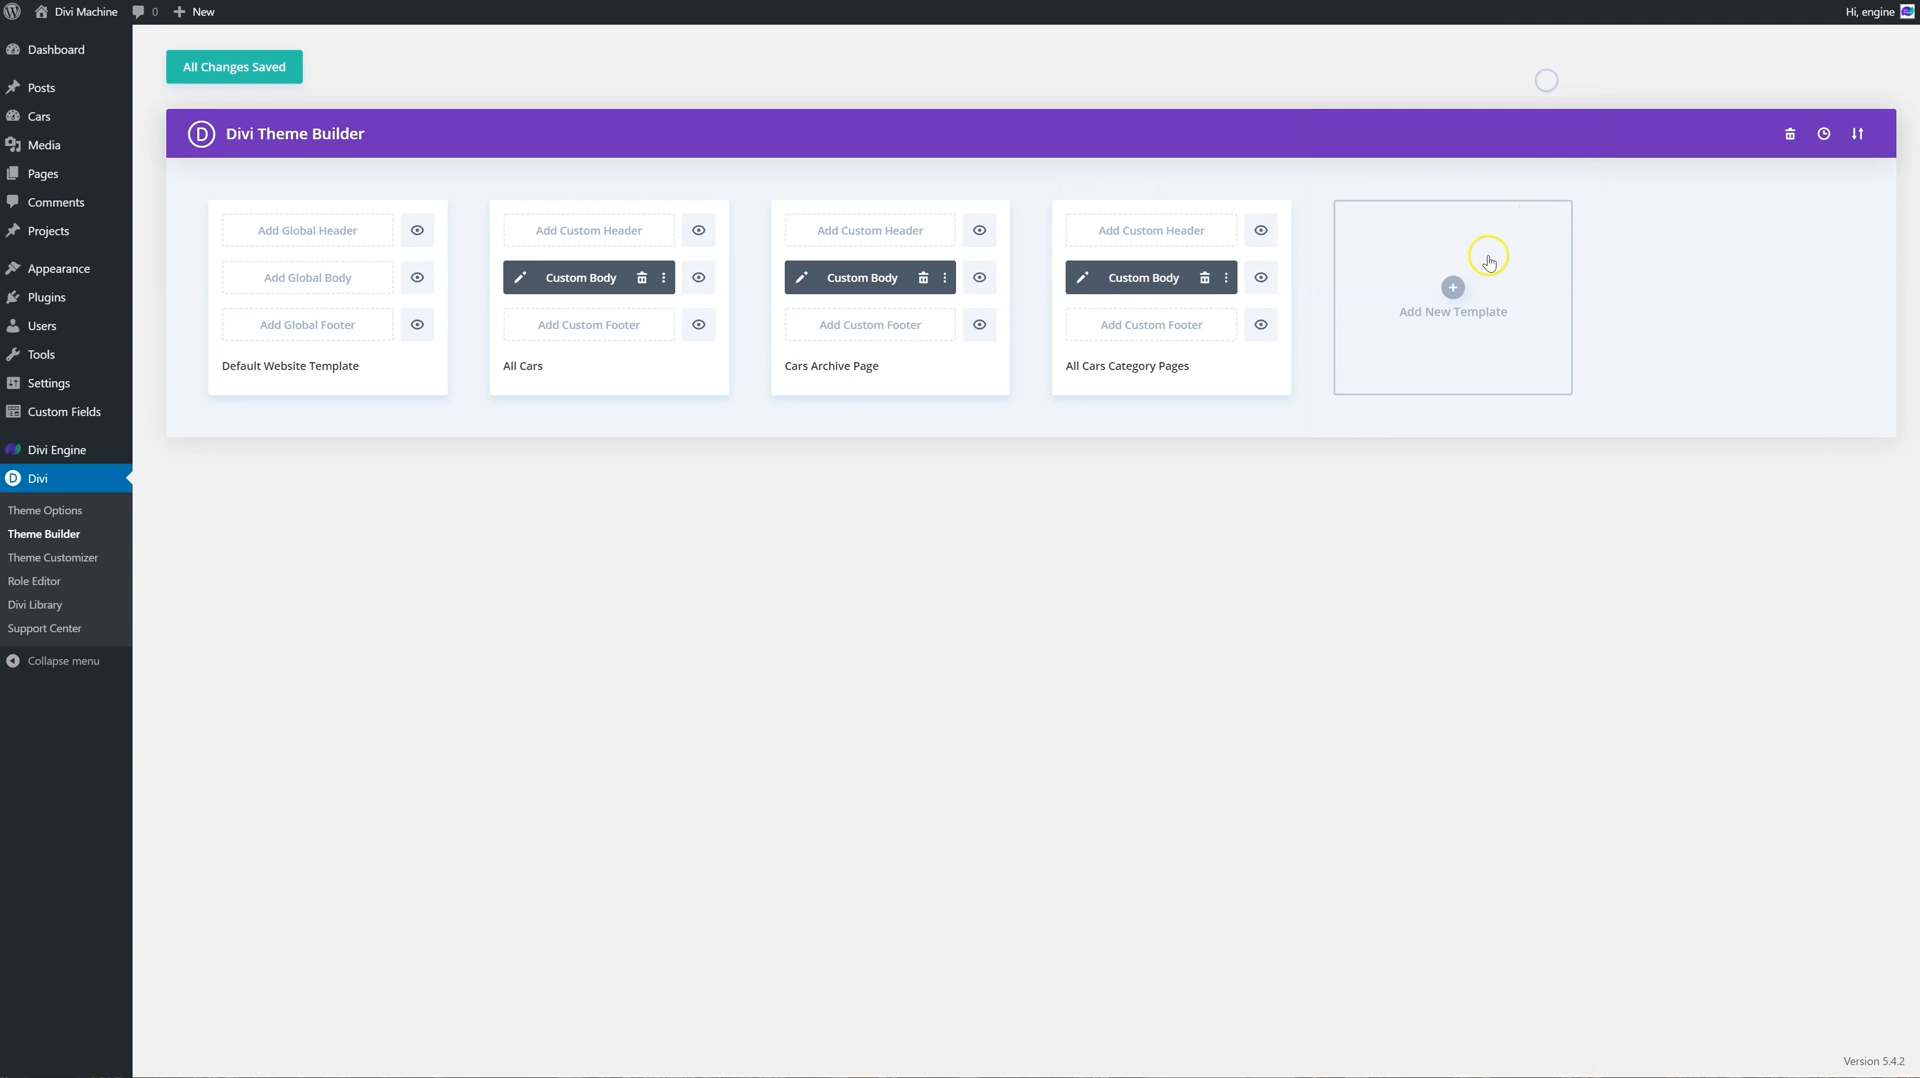 Divi Machine
0
New
Hi, engine
Dashboard
Posts
Cars
Media
Pages
Comments
Projects
Appearance
Plugins
Users
Tools
Settings
Custom Fields
Divi Engine
D Divi
Theme Options
Theme Builder
Theme Customizer
Role Editor
Divi Library
Support Center
Collapse menu
All Changes Saved
D Divi Theme Builder
Add Global Header
Add Global Body
Add Global Footer
Default Website Template
Add Custom Header
Custom Body
Add Custom Footer
All Cars
Add Custom Header
Custom Body
Add Custom Footer
Cars Archive Page
Add Custom Header
Custom Body
Add Custom Footer
All Cars Category Pages
Add New Template
Version 5.4.2